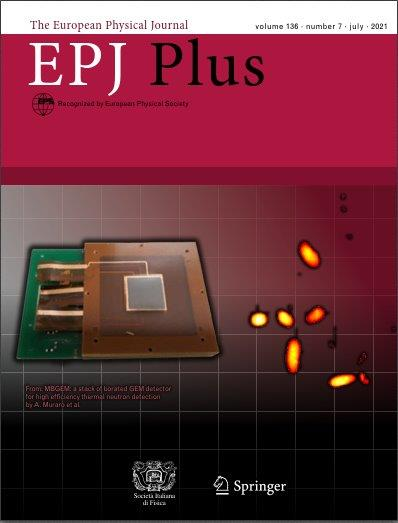 The European Physical Journal
volume 136 · number 7 · july · 2021
EPJ Plus
Recognized by European Physical Society
From: MBGEM: a stack of borated GEM detector
for high efficiency thermal neutron detection
by A. Muraro et al.
Società Italiana
di Fisica
Springer